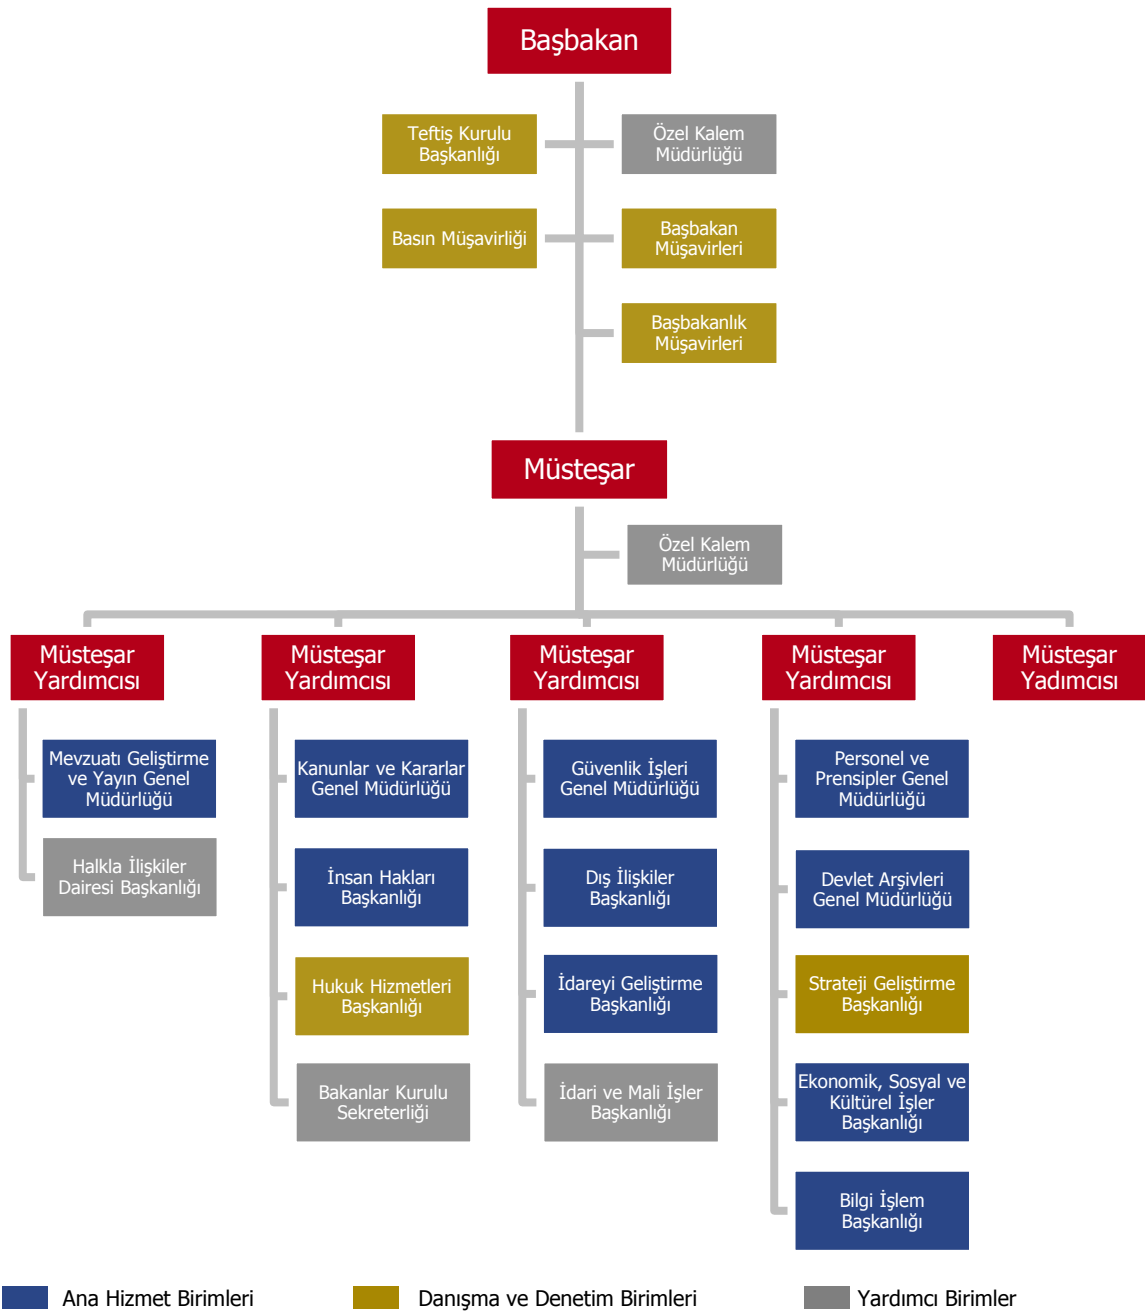 Başbakan
Teftiş Kurulu
Başkanlığı
Özel Kalem
Müdürlüğü
Basın Müşavirliği
Başbakan
Müşavirleri
Başbakanlık
Müşavirleri
Müsteşar
Özel Kalem
Müdürlüğü
Müsteşar
Yardımcısı
Müsteşar
Yardımcısı
Müsteşar
Yardımcısı
Müsteşar
Yardımcısı
Müsteşar
Yadımcısı
Mevzuatı Geliştirme
ve Yayın Genel
Müdürlüğü
Halkla İlişkiler
Dairesi Başkanlığı
Kanunlar ve Kararlar
Genel Müdürlüğü
İnsan Hakları
Başkanlığı
Hukuk Hizmetleri
Başkanlığı
Bakanlar Kurulu
Sekreterliği
Güvenlik İşleri
Genel Müdürlüğü
Dış İlişkiler
Başkanlığı
İdareyi Geliştirme
Başkanlığı
İdari ve Mali İşler
Başkanlığı
Personel ve
Prensipler Genel
Müdürlüğü
Devlet Arşivleri
Genel Müdürlüğü
Strateji Geliştirme
Başkanlığı
Ekonomik, Sosyal ve
Kültürel İşler
Başkanlığı
Bilgi İşlem
Başkanlığı
Ana Hizmet Birimleri
Danışma ve Denetim Birimleri
Yardımcı Birimler